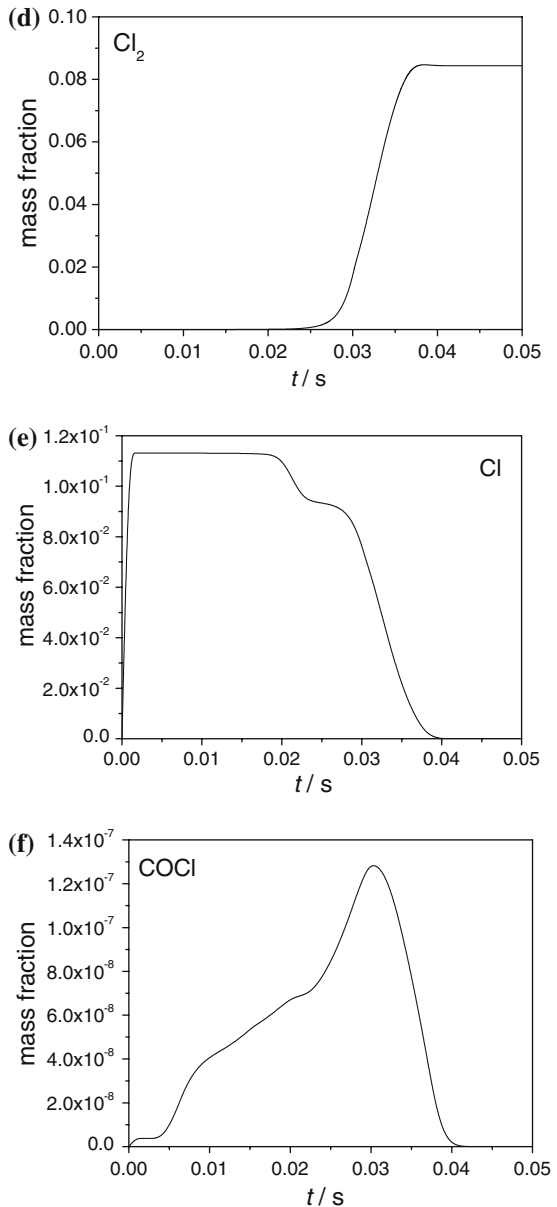 (d)
0.10
0.08
0.06
0.04
0.02
0.00
mass fraction
Cl₂
0.00 0.01 0.02 0.03 0.04 0.05
t / s
(e)
1.2x10⁻¹
1.0x10⁻¹
8.0x10⁻²
6.0x10⁻²
4.0x10⁻²
2.0x10⁻²
0.0
mass fraction
Cl
0.00 0.01 0.02 0.03 0.04 0.05
t / s
(f)
1.4x10⁻⁷
1.2x10⁻⁷
1.0x10⁻⁷
8.0x10⁻⁸
6.0x10⁻⁸
4.0x10⁻⁸
2.0x10⁻⁸
0.0
mass fraction
COCl
0.00 0.01 0.02 0.03 0.04 0.05
t / s